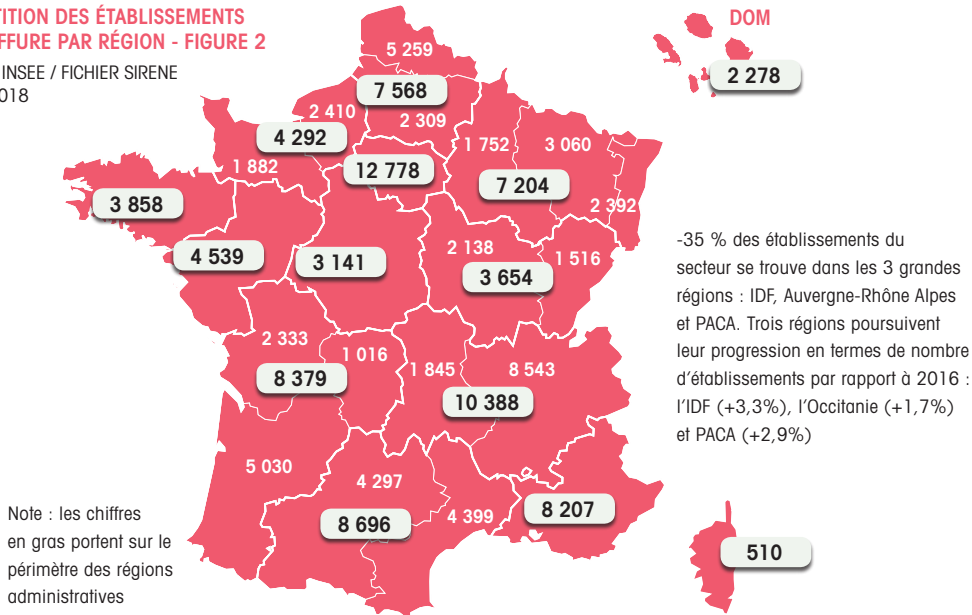 TITION DES ÉTABLISSEMENTS
FFURE PAR RÉGION - FIGURE 2
INSEE / FICHIER SIRENE
018
DOM
2 278
5 259
7 568
2 410
2 309
4 292
1 882
12 778
1 752
3 060
7 204
2 392
3 858
4 539
3 141
2 138
1 516
3 654
-35 % des établissements du
secteur se trouve dans les 3 grandes
régions : IDF, Auvergne-Rhône Alpes
et PACA. Trois régions poursuivent
leur progression en termes de nombre
d'établissements par rapport à 2016 :
l'IDF (+3,3%), l'Occitanie (+1,7%)
et PACA (+2,9%)
2 333
1 016
8 379
1 845
8 543
10 388
5 030
4 297
8 696
4 399
8 207
510
Note : les chiffres
en gras portent sur le
périmètre des régions
administratives